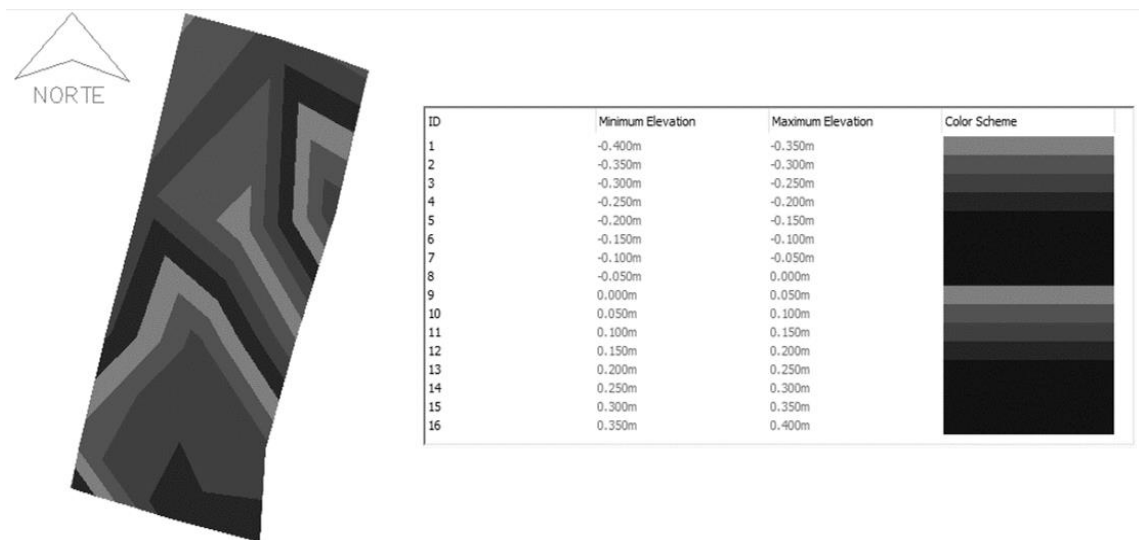 NORTE
ID Minimum Elevation Maximum Elevation Color Scheme
1 -0.400m -0.350m
2 -0.350m -0.300m
3 -0.300m -0.250m
4 -0.250m -0.200m
5 -0.200m -0.150m
6 -0.150m -0.100m
7 -0.100m -0.050m
8 -0.050m 0.000m
9 0.000m 0.050m
10 0.050m 0.100m
11 0.100m 0.150m
12 0.150m 0.200m
13 0.200m 0.250m
14 0.250m 0.300m
15 0.300m 0.350m
16 0.350m 0.400m